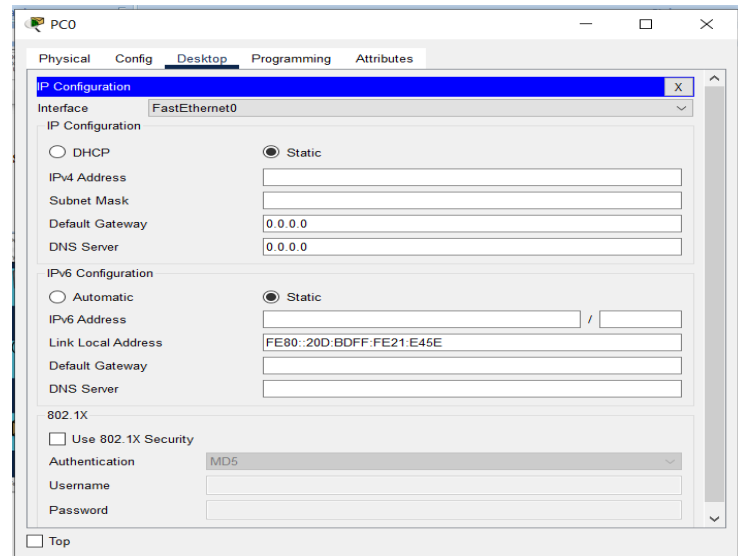 PC0
Physical Config Desktop Programming Attributes
IP Configuration X
Interface FastEthernet0
IP Configuration
DHCP Static
IPv4 Address
Subnet Mask
Default Gateway 0.0.0.0
DNS Server 0.0.0.0
IPv6 Configuration
Automatic Static
IPv6 Address /
Link Local Address FE80::20D:BDFF:FE21:E45E
Default Gateway
DNS Server
802.1X
Use 802.1X Security
Authentication MD5
Username
Password
Top